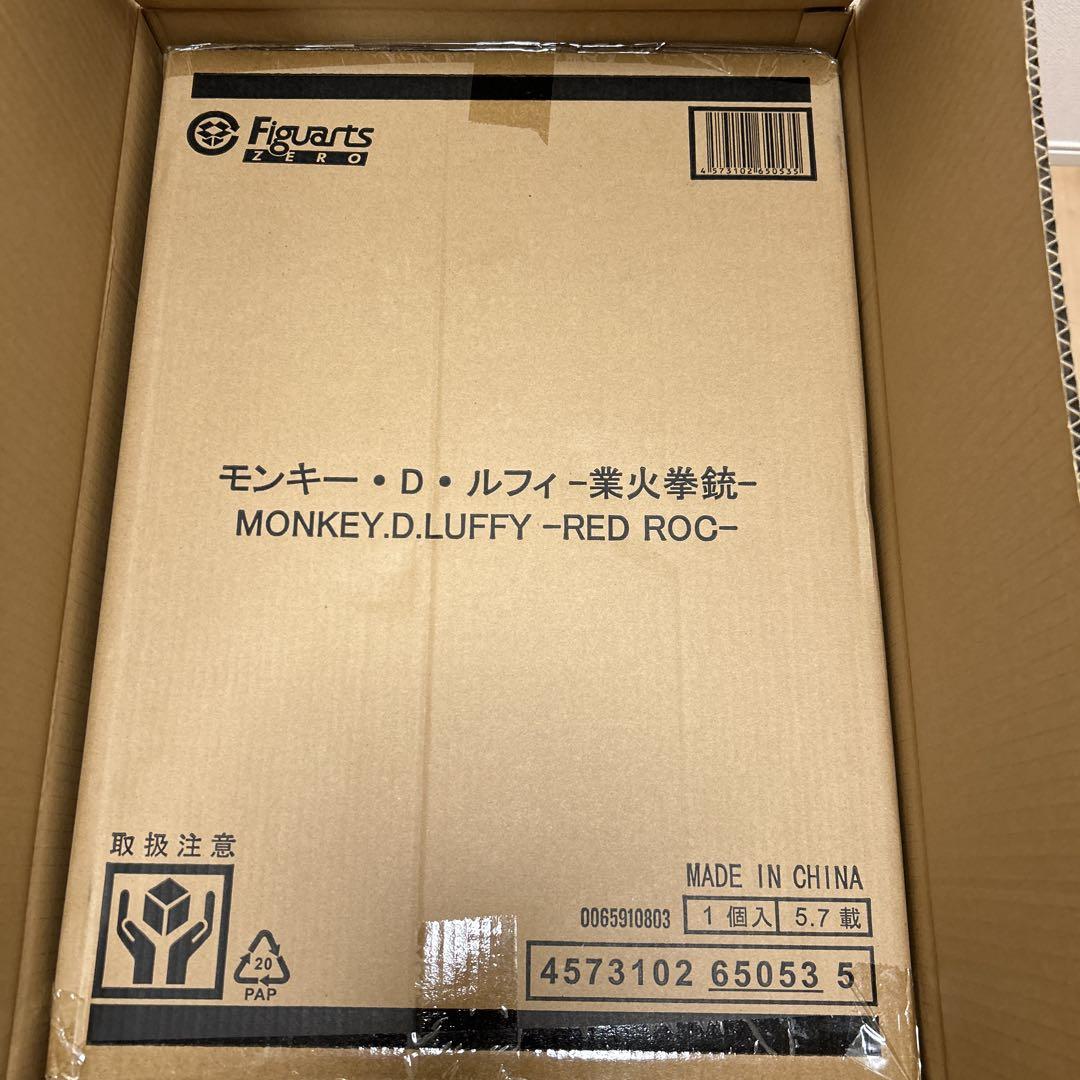 Figuarts
ZERO
4573102650535
モンキー・D・ルフィ -業火拳銃-
MONKEY.D.LUFFY -RED ROC-
取扱注意
20
PAP
MADE IN CHINA
0065910803 1個入 5.7載
4573102 65053 5